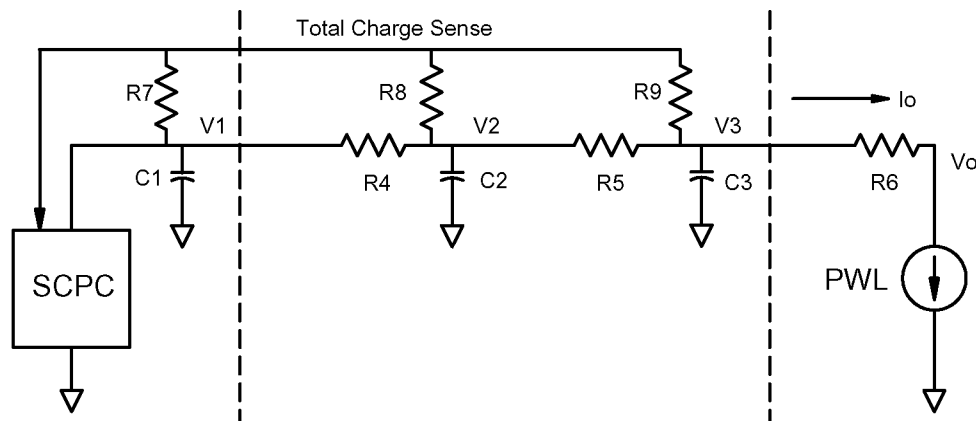 Total Charge Sense
R7
R8
R9
Io
V1
V2
V3
Vo
C1
R4
C2
R5
C3
R6
SCPC
PWL